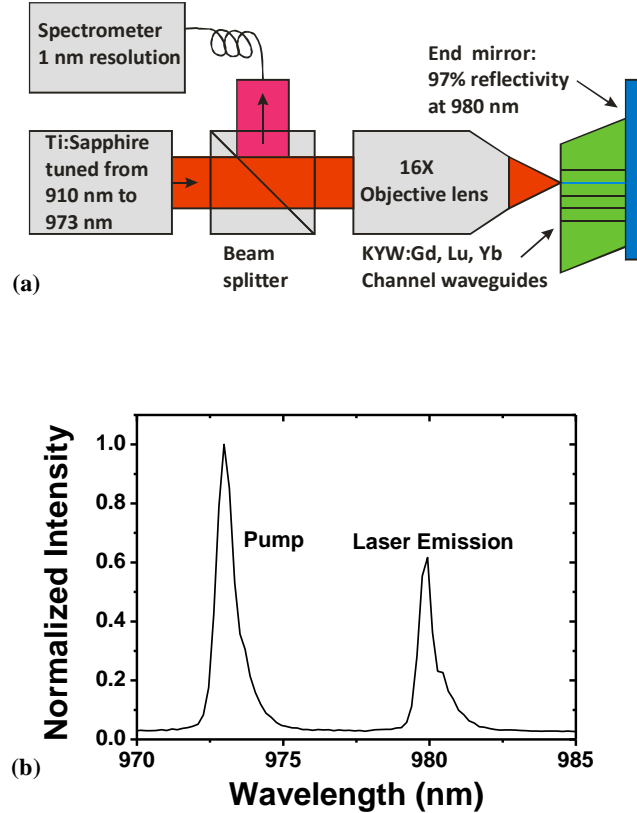 Spectrometer
1 nm resolution
End mirror:
97% reflectivity
at 980 nm
Ti:Sapphire
tuned from
910 nm to
973 nm
16X
Objective lens
Beam
splitter
KYW:Gd, Lu, Yb
Channel waveguides
(a)
Normalized Intensity
1.0
0.8
0.6
0.4
0.2
0.0
Pump
Laser Emission
970
975
980
985
Wavelength (nm)
(b)